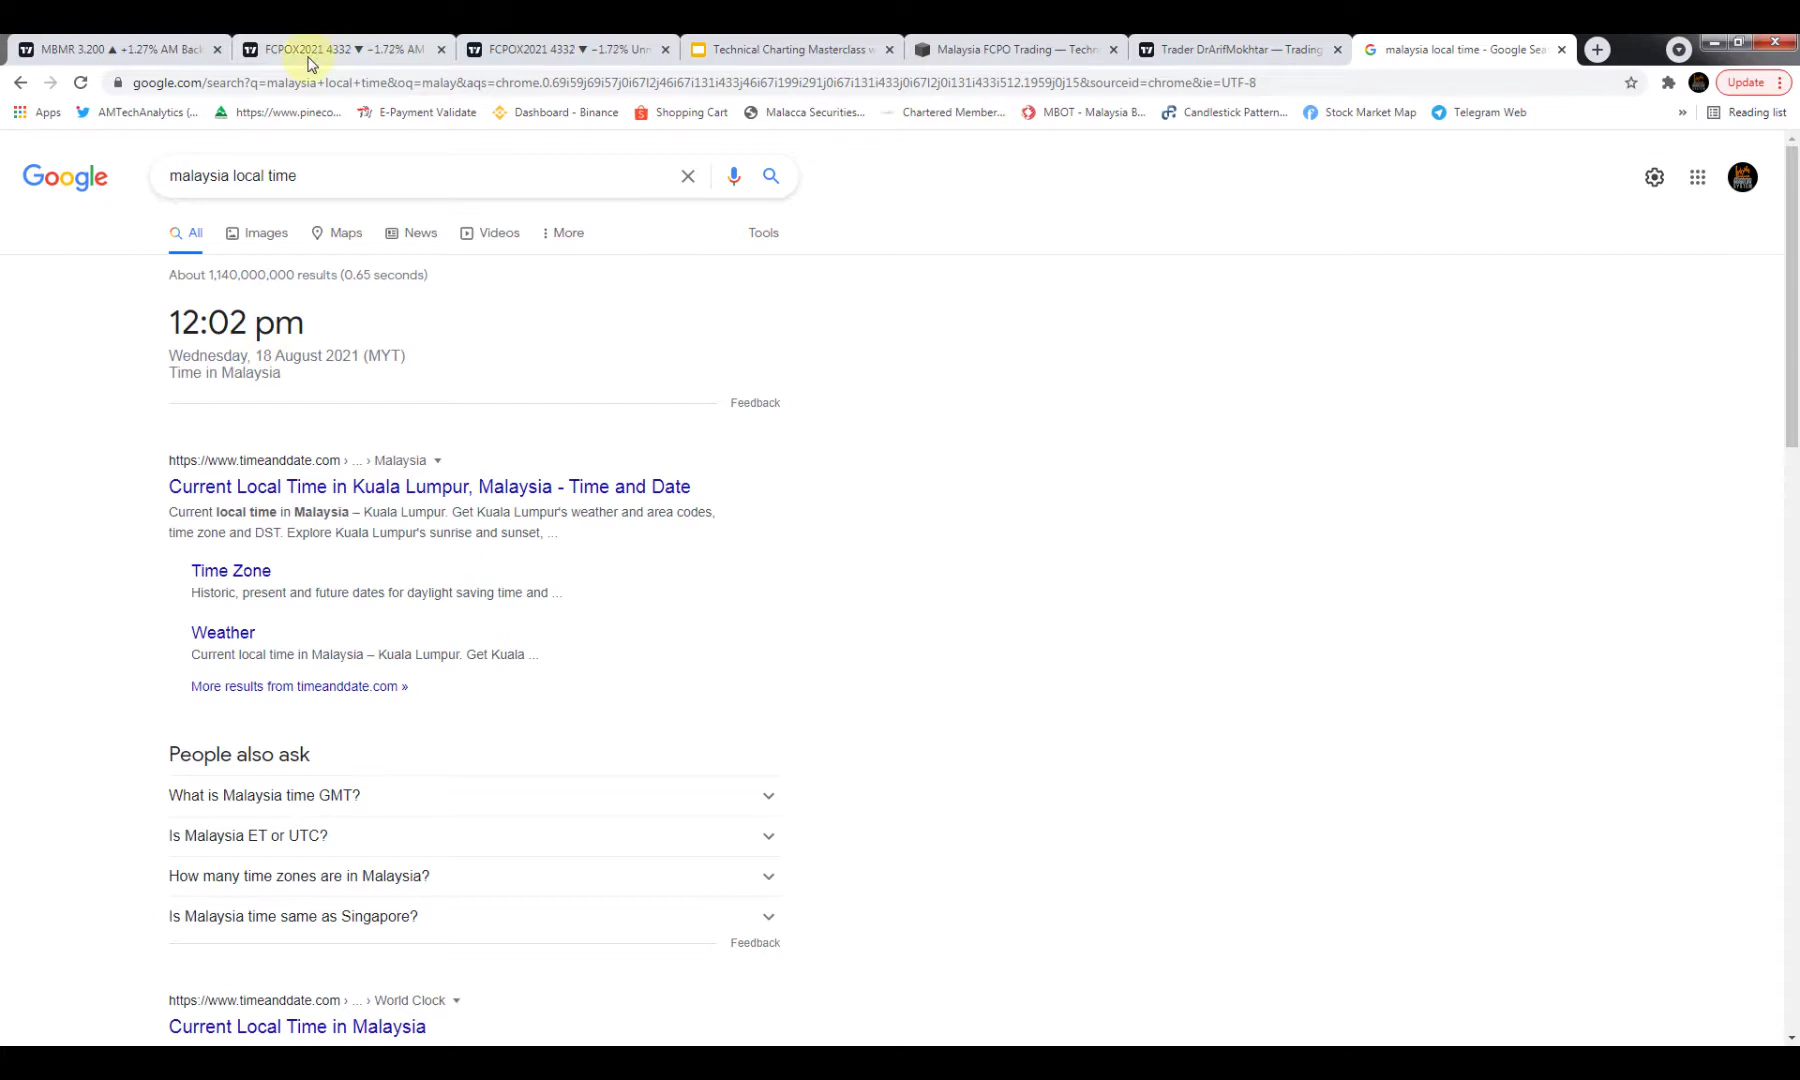 MBMR 3.200 ▲ +1.27% AM Back
FCPOX2021 4332 ▼ −1.72% AM
FCPOX2021 4332 ▼ −1.72% Unn
Technical Charting Masterclass w
Malaysia FCPO Trading — Techn
Trader DrArifMokhtar — Trading
malaysia local time - Google Sea
google.com/search?q=malaysia+local+time&oq=malay&aqs=chrome.0.69i59j69i57j0i67l2j46i67i131i433j46i67i199i291j0i67i131i433j0i67l2j0i131i433i512.1959j0j15&sourceid=chrome&ie=UTF-8
Update
Apps
AMTechAnalytics (...
https://www.pineco...
E-Payment Validate
Dashboard - Binance
Shopping Cart
Malacca Securities...
Chartered Member...
MBOT - Malaysia B...
Candlestick Pattern...
Stock Market Map
Telegram Web
»
Reading list
Google
malaysia local time
All
Images
Maps
News
Videos
More
Tools
About 1,140,000,000 results (0.65 seconds)
12:02 pm
Wednesday, 18 August 2021 (MYT)
Time in Malaysia
Feedback
https://www.timeanddate.com › ... › Malaysia
Current Local Time in Kuala Lumpur, Malaysia - Time and Date
Current local time in Malaysia – Kuala Lumpur. Get Kuala Lumpur's weather and area codes,
time zone and DST. Explore Kuala Lumpur's sunrise and sunset, ...
Time Zone
Historic, present and future dates for daylight saving time and ...
Weather
Current local time in Malaysia – Kuala Lumpur. Get Kuala ...
More results from timeanddate.com »
People also ask
What is Malaysia time GMT?
Is Malaysia ET or UTC?
How many time zones are in Malaysia?
Is Malaysia time same as Singapore?
Feedback
https://www.timeanddate.com › ... › World Clock
Current Local Time in Malaysia